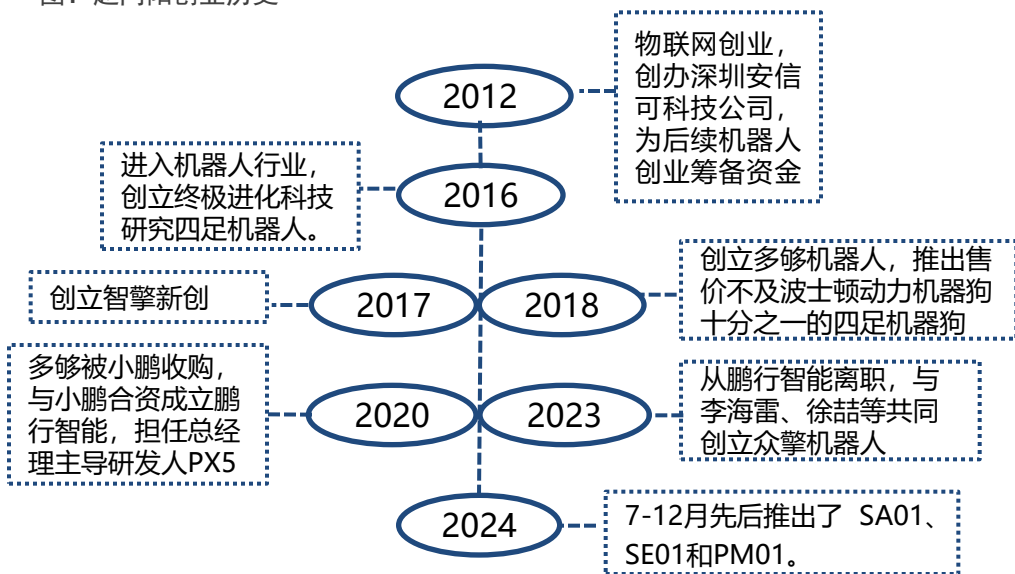 2012
物联网创业，
创办深圳安信
可科技公司，
为后续机器人
创业筹备资金
进入机器人行业，
创立终极进化科技
研究四足机器人。
2016
创立智擎新创
2017
2018
创立多够机器人，推出售
价不及波士顿动力机器狗
十分之一的四足机器狗
多够被小鹏收购，
与小鹏合资成立鹏
行智能，担任总经
理主导研发人PX5
2020
2023
从鹏行智能离职，与
李海雷、徐喆等共同
创立众擎机器人
2024
7-12月先后推出了 SA01、
SE01和PM01。